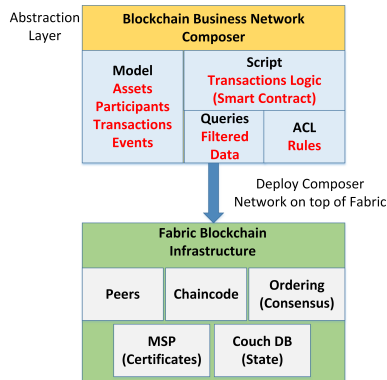 Abstraction
Layer
Blockchain Business Network
Composer
Model
Assets
Participants
Transactions
Events
Script
Transactions Logic
(Smart Contract)
Queries
Filtered
Data
ACL
Rules
Deploy Composer
Network on top of Fabric
Fabric Blockchain
Infrastructure
Peers
Chaincode
Ordering
(Consensus)
MSP
(Certificates)
Couch DB
(State)